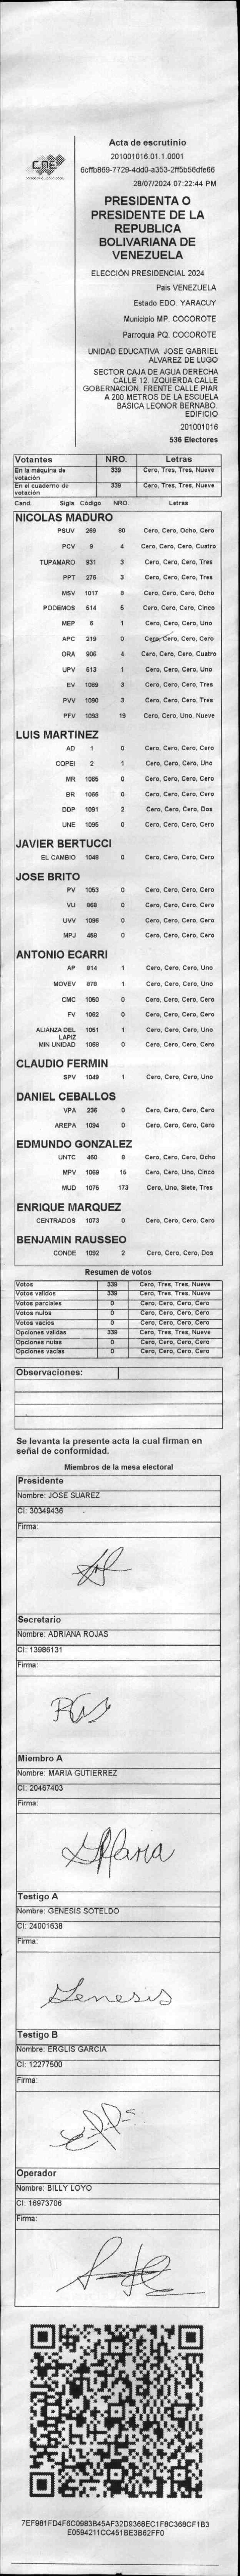 CNE
Acta de escrutinio
201001016.01.1.0001
6cffb869-7729-4dd0-a353-2ff5b56dfe66
28/07/2024 07:22:44 PM
PRESIDENTA O
PRESIDENTE DE LA
REPUBLICA
BOLIVARIANA DE
VENEZUELA
ELECCIÓN PRESIDENCIAL 2024
Pais VENEZUELA
Estado EDO. YARACUY
Municipio MP. COCOROTE
Parroquia PQ. COCOROTE
UNIDAD EDUCATIVA JOSE GABRIEL
ALVAREZ DE LUGO
SECTOR CAJA DE AGUA DERECHA
CALLE 12. IZQUIERDA CALLE
GOBERNACION. FRENTE CALLE PIAR
A 200 METROS DE LA ESCUELA
BASICA LEONOR BERNABO.
EDIFICIO
201001016
536 Electores
Votantes NRO. Letras
En la máquina de votación 339 Cero, Tres, Tres, Nueve
En el cuaderno de votación 339 Cero, Tres, Tres, Nueve
Cand. Sigla Código NRO. Letras
NICOLAS MADURO
PSUV 269 80 Cero, Cero, Ocho, Cero
PCV 9 4 Cero, Cero, Cero, Cuatro
TUPAMARO 931 3 Cero, Cero, Cero, Tres
PPT 276 3 Cero, Cero, Cero, Tres
MSV 1017 8 Cero, Cero, Cero, Ocho
PODEMOS 514 5 Cero, Cero, Cero, Cinco
MEP 6 1 Cero, Cero, Cero, Uno
APC 219 0 Cero, Cero, Cero, Cero
ORA 906 4 Cero, Cero, Cero, Cuatro
UPV 513 1 Cero, Cero, Cero, Uno
EV 1089 3 Cero, Cero, Cero, Tres
PVV 1090 3 Cero, Cero, Cero, Tres
PFV 1093 19 Cero, Cero, Uno, Nueve
LUIS MARTINEZ
AD 1 0 Cero, Cero, Cero, Cero
COPEI 2 1 Cero, Cero, Cero, Uno
MR 1065 0 Cero, Cero, Cero, Cero
BR 1086 0 Cero, Cero, Cero, Cero
DDP 1091 2 Cero, Cero, Cero, Dos
UNE 1095 0 Cero, Cero, Cero, Cero
JAVIER BERTUCCI
EL CAMBIO 1048 0 Cero, Cero, Cero, Cero
JOSE BRITO
PV 1053 0 Cero, Cero, Cero, Cero
VU 868 0 Cero, Cero, Cero, Cero
UVV 1096 0 Cero, Cero, Cero, Cero
MPJ 458 0 Cero, Cero, Cero, Cero
ANTONIO ECARRI
AP 814 1 Cero, Cero, Cero, Uno
MOVEV 878 1 Cero, Cero, Cero, Uno
CMC 1050 0 Cero, Cero, Cero, Cero
FV 1062 0 Cero, Cero, Cero, Cero
ALIANZA DEL LAPIZ 1051 1 Cero, Cero, Cero, Uno
MIN UNIDAD 1068 0 Cero, Cero, Cero, Cero
CLAUDIO FERMIN
SPV 1049 1 Cero, Cero, Cero, Uno
DANIEL CEBALLOS
VPA 236 0 Cero, Cero, Cero, Cero
AREPA 1094 0 Cero, Cero, Cero, Cero
EDMUNDO GONZALEZ
UNTC 460 8 Cero, Cero, Cero, Ocho
MPV 1069 15 Cero, Cero, Uno, Cinco
MUD 1075 173 Cero, Uno, Siete, Tres
ENRIQUE MARQUEZ
CENTRADOS 1073 0 Cero, Cero, Cero, Cero
BENJAMIN RAUSSEO
CONDE 1092 2 Cero, Cero, Cero, Dos
Resumen de votos
Votos 339 Cero, Tres, Tres, Nueve
Votos validos 339 Cero, Tres, Tres, Nueve
Votos parciales 0 Cero, Cero, Cero, Cero
Votos nulos 0 Cero, Cero, Cero, Cero
Votos vacios 0 Cero, Cero, Cero, Cero
Opciones validas 339 Cero, Tres, Tres, Nueve
Opciones nulas 0 Cero, Cero, Cero, Cero
Opciones vacias 0 Cero, Cero, Cero, Cero
Observaciones:
Se levanta la presente acta la cual firman en
señal de conformidad.
Miembros de la mesa electoral
Presidente
Nombre: JOSE SUAREZ
CI: 30349436
Firma:
Secretario
Nombre: ADRIANA ROJAS
CI: 13986131
Firma:
Miembro A
Nombre: MARIA GUTIERREZ
CI: 20467403
Firma:
Maria
Testigo A
Nombre: GENESIS SOTELDO
CI: 24001638
Firma:
Genesis
Testigo B
Nombre: ERGLIS GARCIA
CI: 12277500
Firma:
Operador
Nombre: BILLY LOYO
CI: 16973706
Firma:
7EF981FD4F6C0983B45AF32D9368EC1F8C368CF1B3
E0594211CC451BE3B62FF0